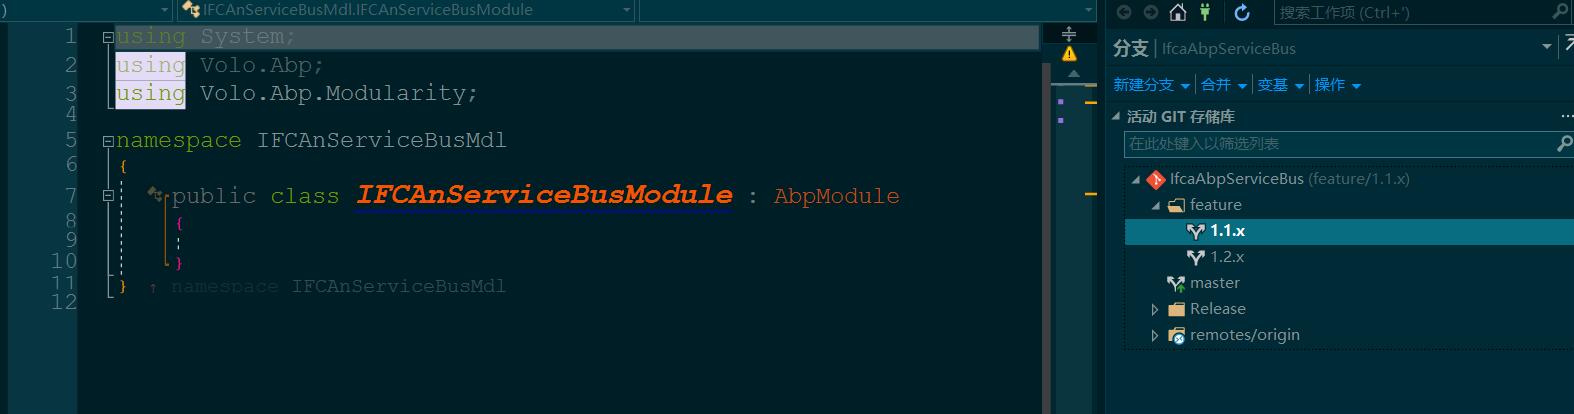 )
IFCAnServiceBusMdl.IFCAnServiceBusModule
1 using System;
2 using Volo.Abp;
3 using Volo.Abp.Modularity;
4
5 namespace IFCAnServiceBusMdl
6 {
7 public class IFCAnServiceBusModule : AbpModule
8 {
9
10 }
11 } ↑ namespace IFCAnServiceBusMdl
12
搜索工作项 (Ctrl+')
分支 | IfcaAbpServiceBus
新建分支 合并 变基 操作
活动 GIT 存储库 ...
在此处键入以筛选列表
IfcaAbpServiceBus (feature/1.1.x)
feature
1.1.x
1.2.x
master
Release
remotes/origin